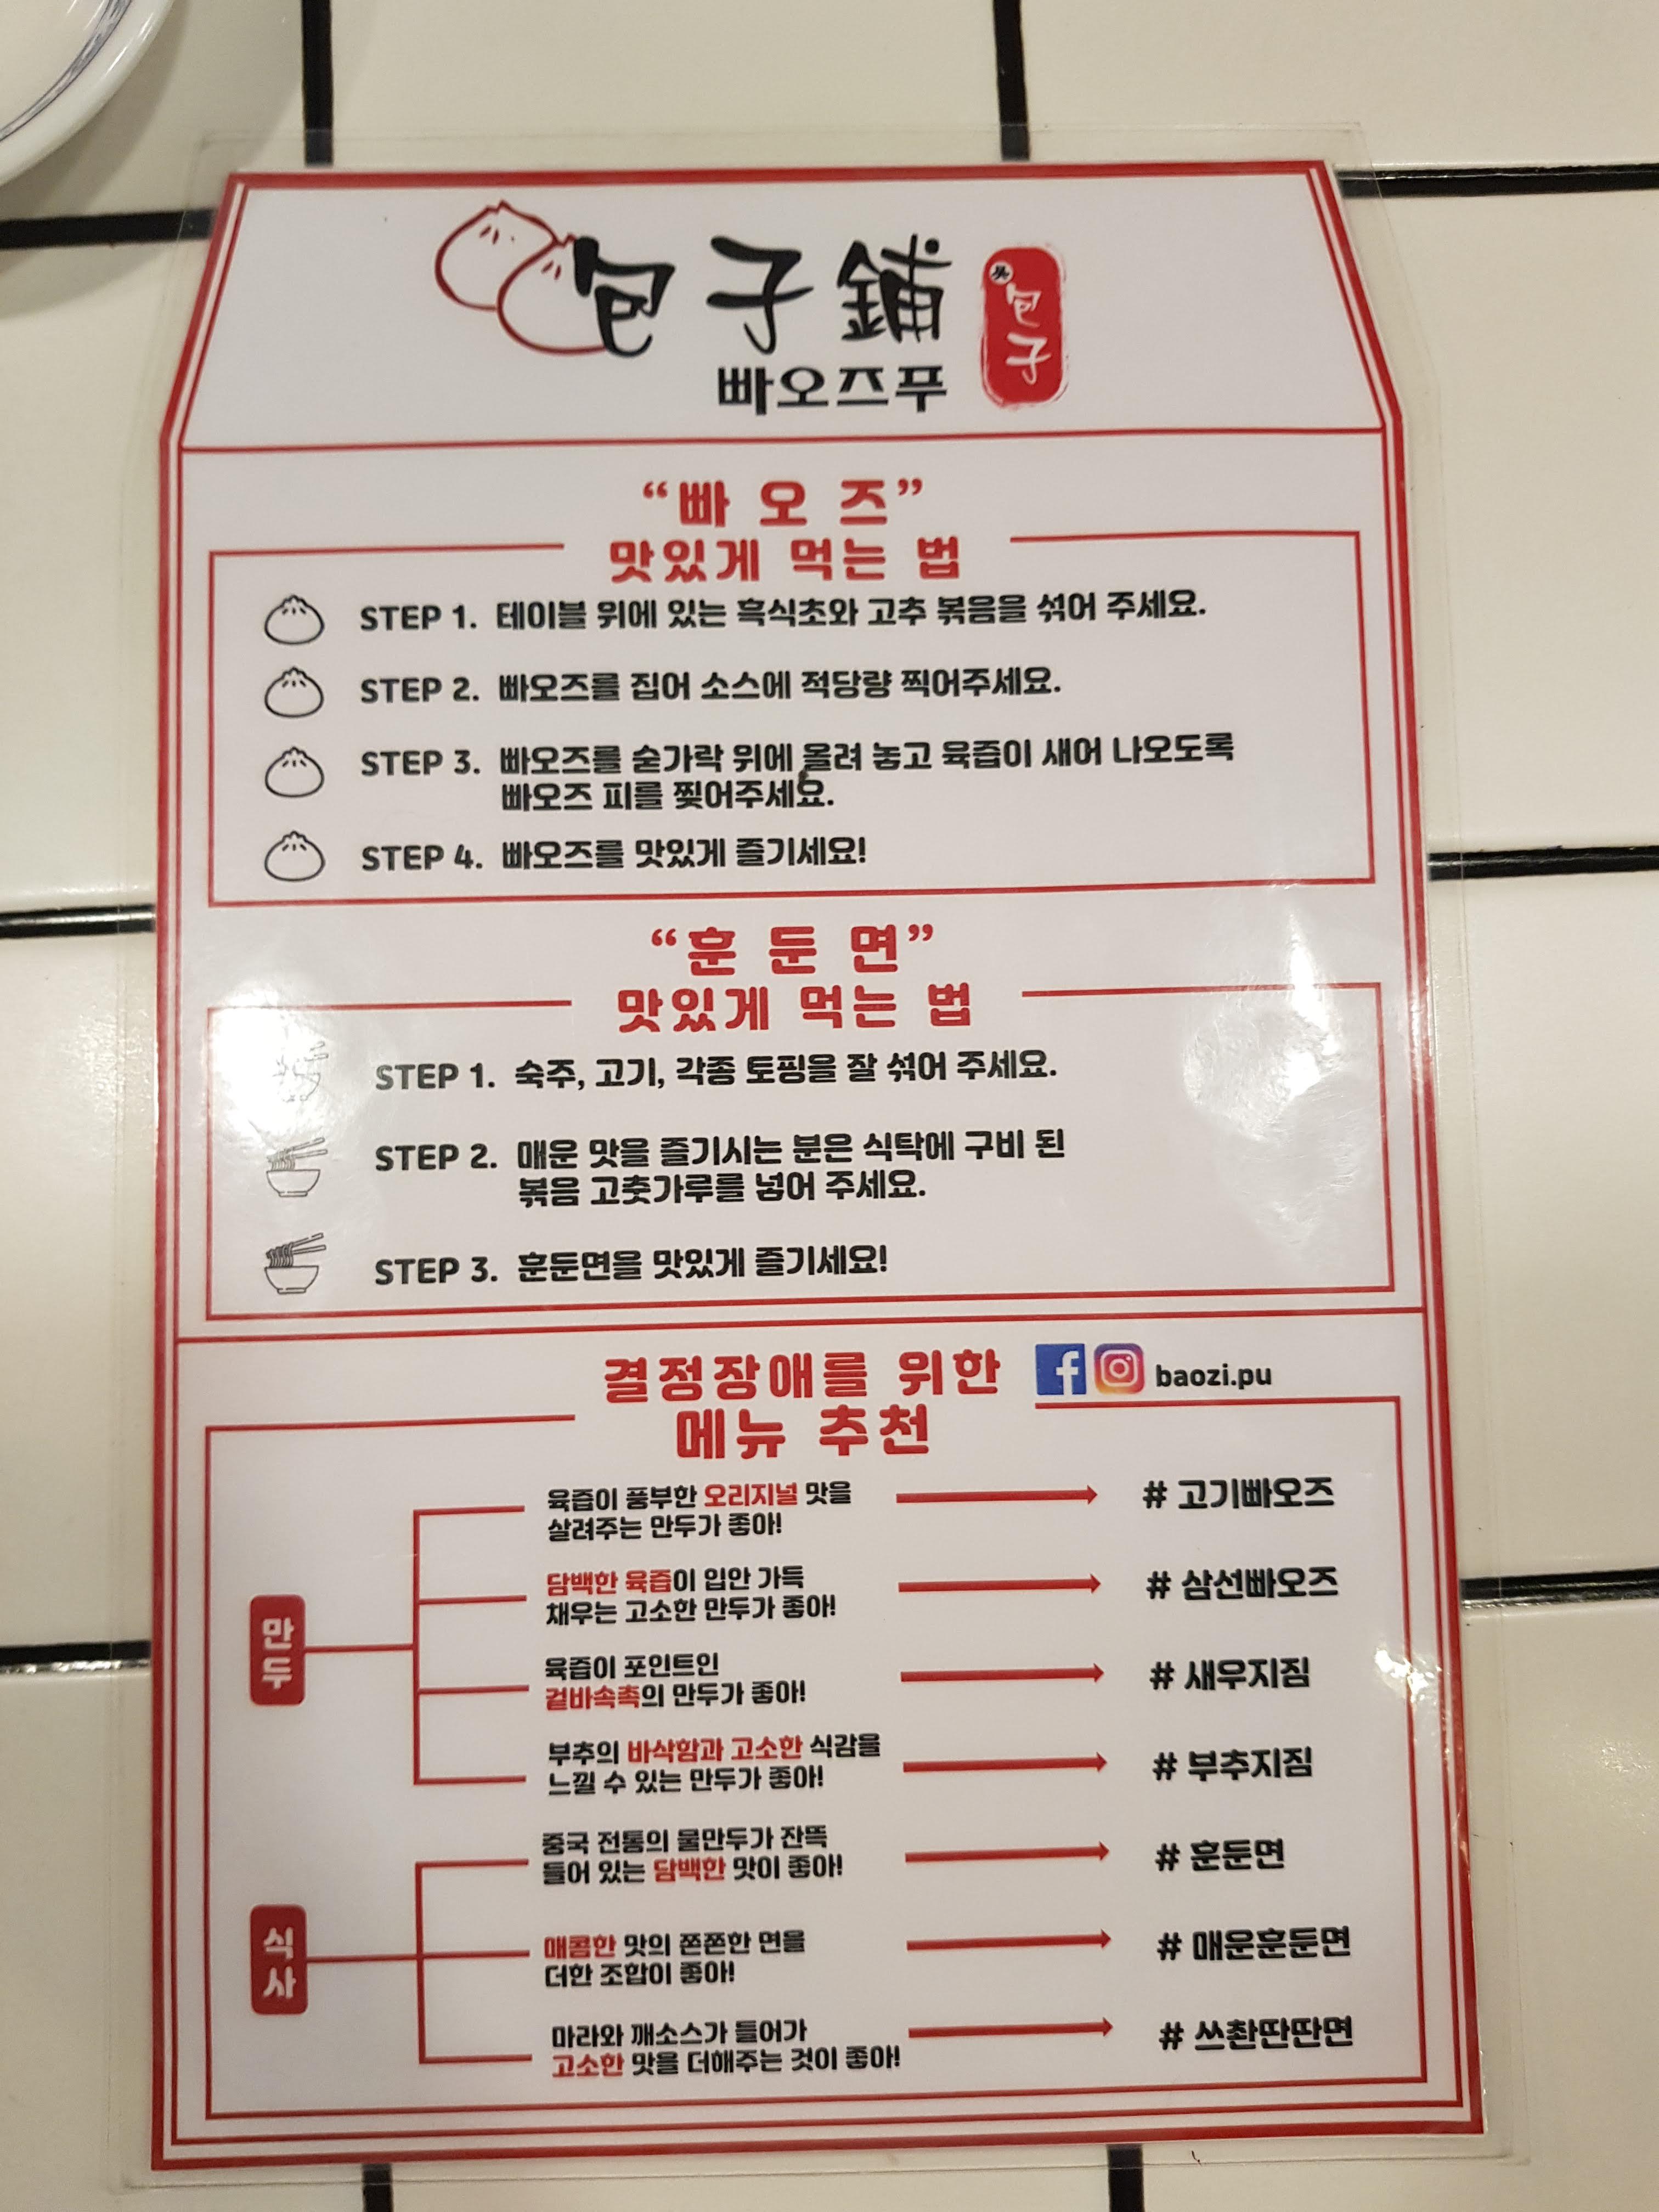 包子鋪
包子
빠오즈푸
“빠 오 즈”
맛있게 먹는 법
STEP 1. 테이블 위에 있는 흑식초와 고추 볶음을 섞어 주세요.
STEP 2. 빠오즈를 집어 소스에 적당량 찍어주세요.
STEP 3. 빠오즈를 숟가락 위에 올려 놓고 육즙이 새어 나오도록
빠오즈 피를 찢어주세요.
STEP 4. 빠오즈를 맛있게 즐기세요!
“훈 둔 면”
맛있게 먹는 법
STEP 1. 숙주, 고기, 각종 토핑을 잘 섞어 주세요.
STEP 2. 매운 맛을 즐기시는 분은 식탁에 구비 된
볶음 고춧가루를 넣어 주세요.
STEP 3. 훈둔면을 맛있게 즐기세요!
결정장애를 위한
메뉴 추천
baozi.pu
만두
육즙이 풍부한 오리지널 맛을
살려주는 만두가 좋아!
# 고기빠오즈
담백한 육즙이 입안 가득
채우는 고소한 만두가 좋아!
# 삼선빠오즈
육즙이 포인트인
겉바속촉의 만두가 좋아!
# 새우지짐
부추의 바삭함과 고소한 식감을
느낄 수 있는 만두가 좋아!
# 부추지짐
식사
중국 전통의 물만두가 잔뜩
들어 있는 담백한 맛이 좋아!
# 훈둔면
매콤한 맛의 쫀쫀한 면을
더한 조합이 좋아!
# 매운훈둔면
마라와 깨소스가 들어가
고소한 맛을 더해주는 것이 좋아!
# 쓰촨딴딴면